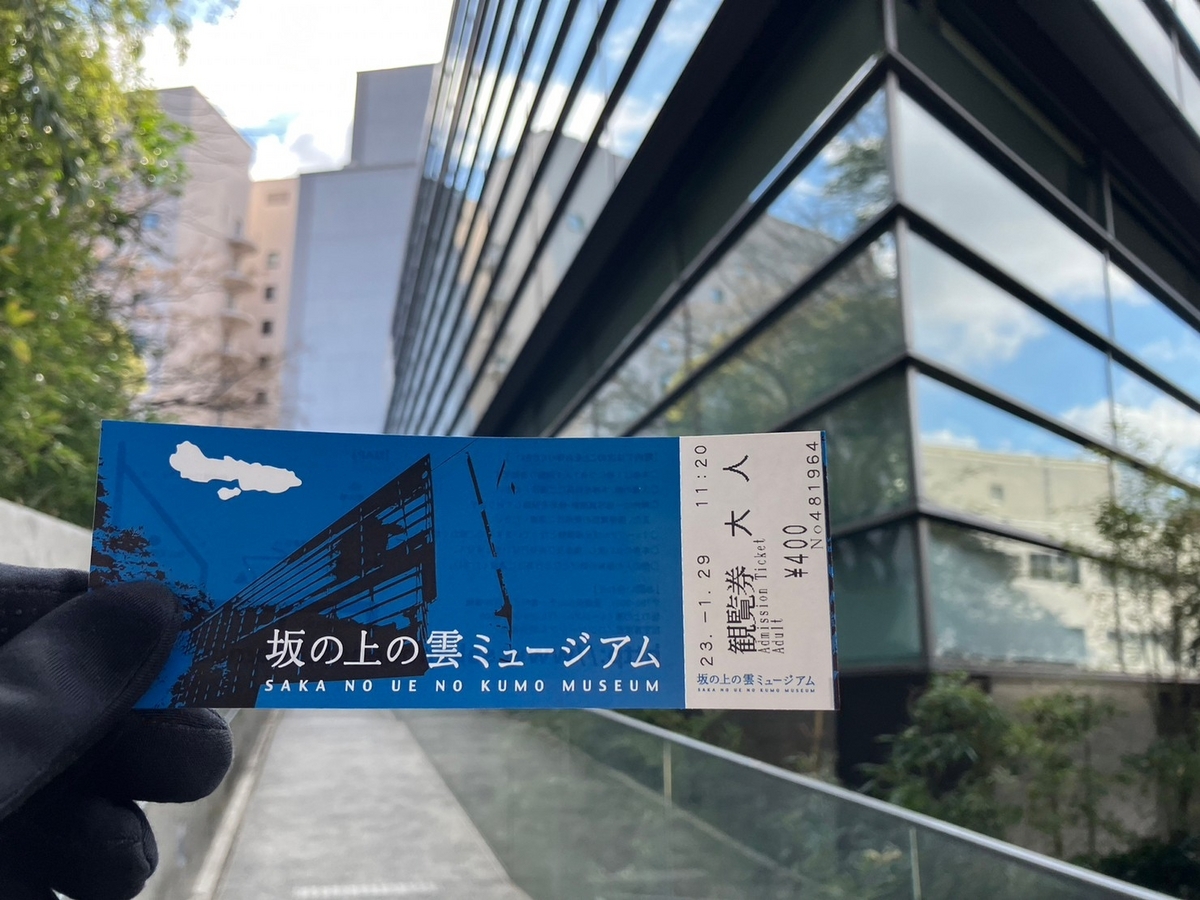 坂の上の雲ミュージアム
SAKA NO UE NO KUMO MUSEUM
23. -1. 29 11:20
観覧券 大人
Admission Ticket
Adult
¥400
No481964
坂の上の雲ミュージアム
SAKA NO UE NO KUMO MUSEUM